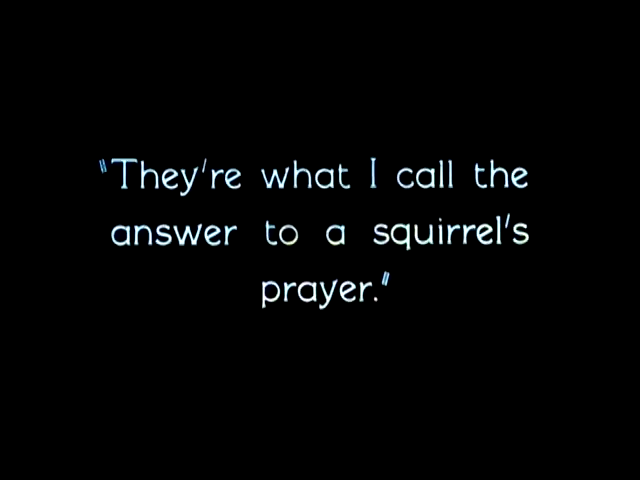 "They're what I call the
answer to a squirrel's
prayer."